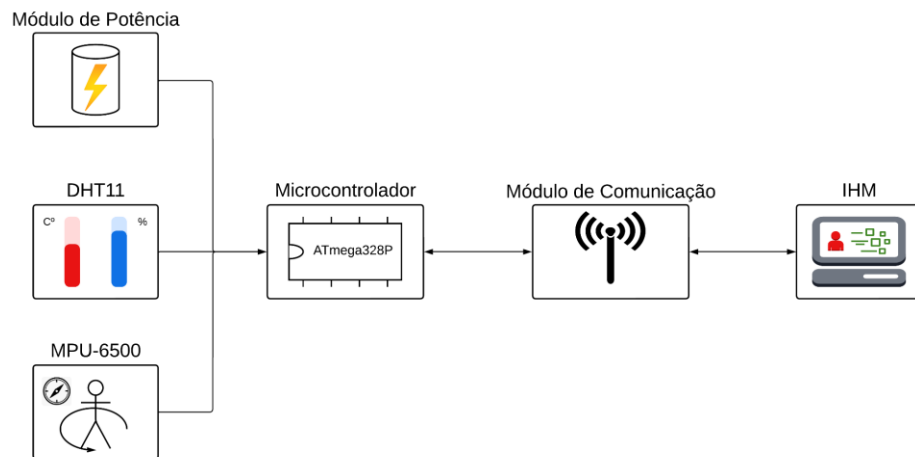 Módulo de Potência
DHT11
Cº
%
MPU-6500
Microcontrolador
ATmega328P
Módulo de Comunicação
IHM